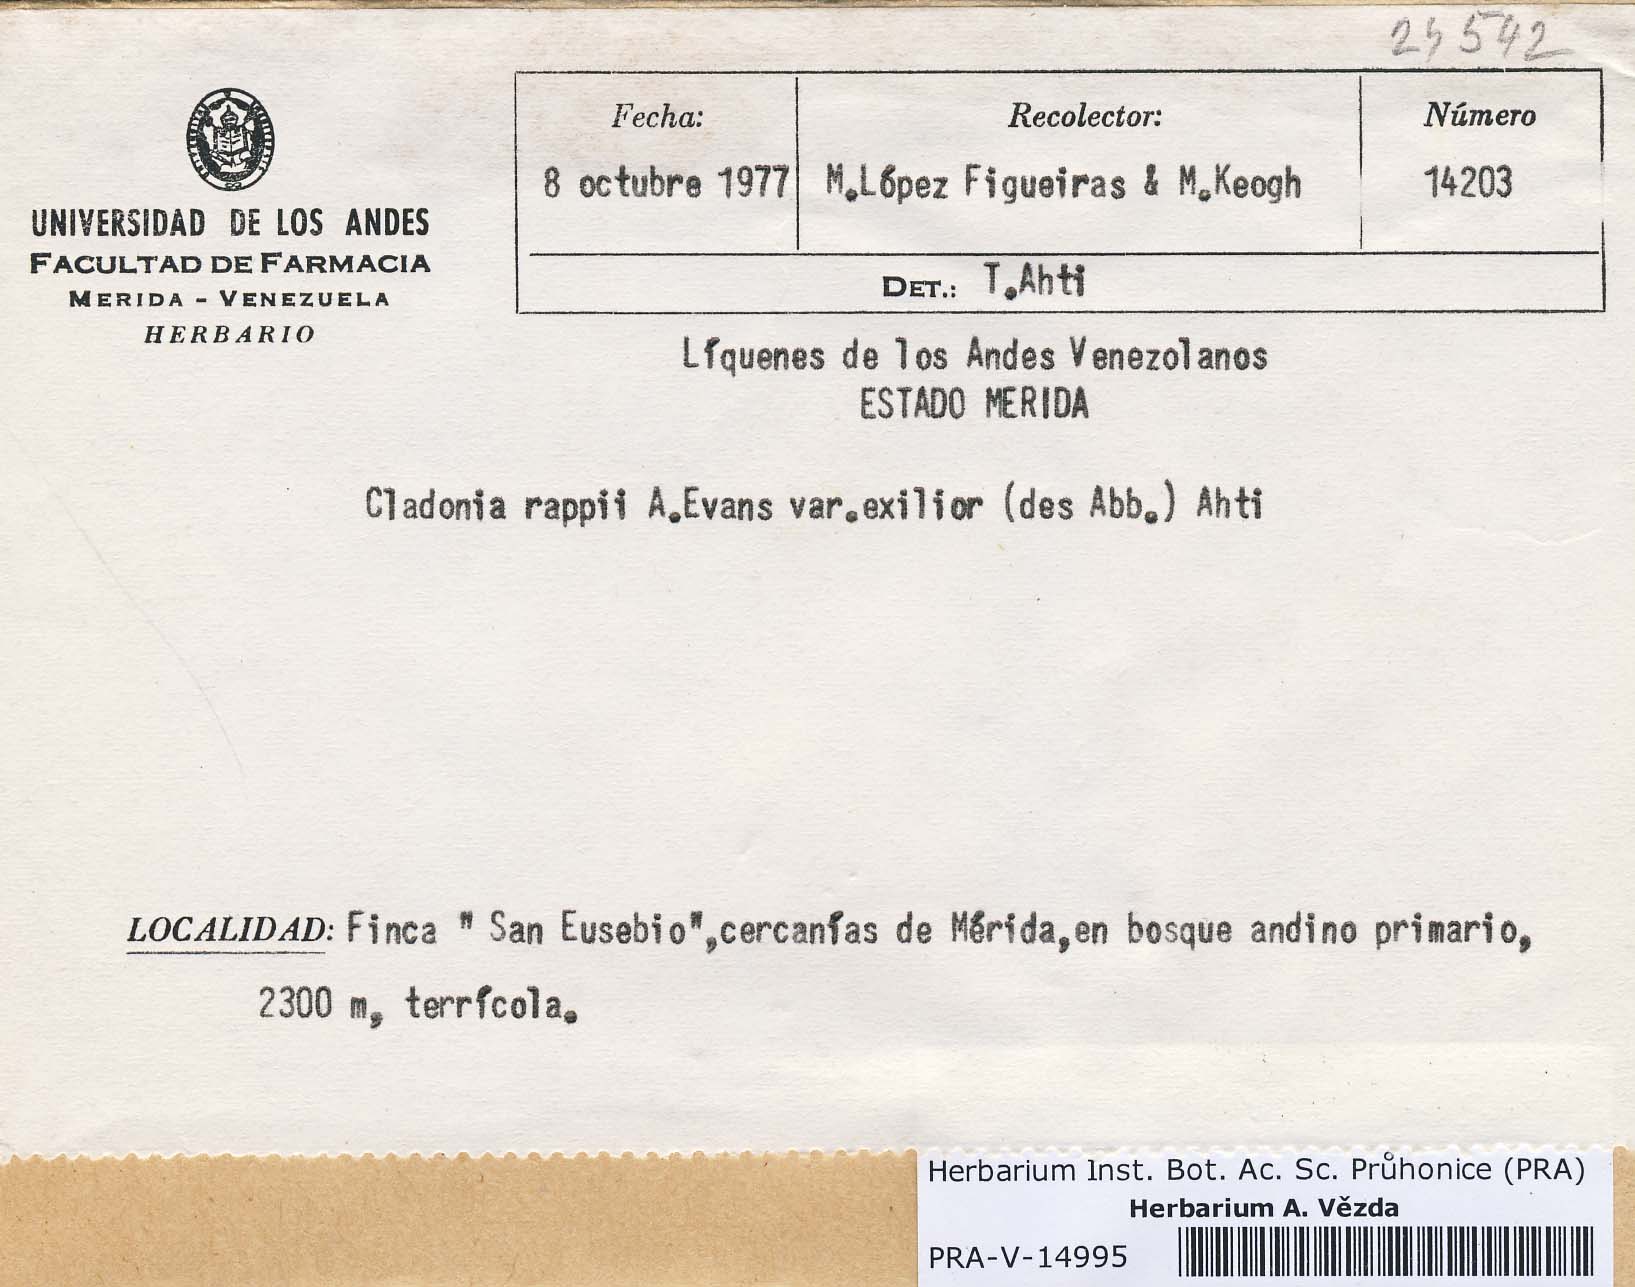 24542
Fecha:
Recolector:
Número
8 octubre 1977
M.López Figueiras & M.Keogh
14203
DET.: T.Ahti
UNIVERSIDAD DE LOS ANDES
FACULTAD DE FARMACIA
MERIDA - VENEZUELA
HERBARIO
Líquenes de los Andes Venezolanos
ESTADO MERIDA
Cladonia rappii A.Evans var.exilior (des Abb.) Ahti
LOCALIDAD: Finca " San Eusebio",cercanías de Mérida,en bosque andino primario,
2300 m, terrícola.
Herbarium Inst. Bot. Ac. Sc. Průhonice (PRA)
Herbarium A. Vězda
PRA-V-14995